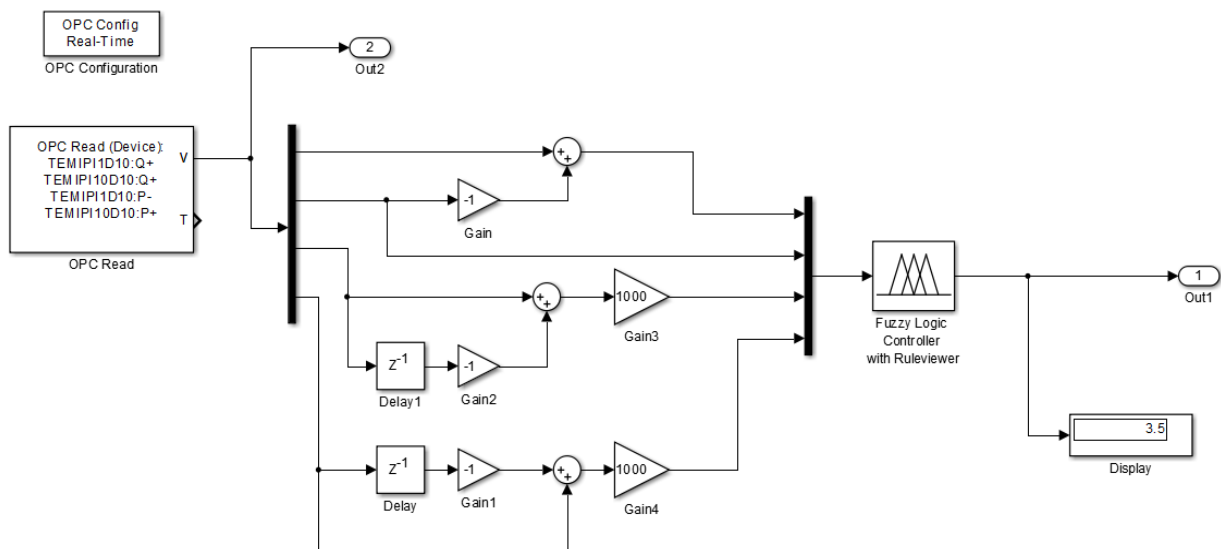 OPC Config
Real-Time
OPC Configuration
2
Out2
OPC Read (Device):
TEMIPI1D10:Q+
TEMIPI10D10:Q+
TEMIPI1D10:P-
TEMIPI10D10:P+
V
T
OPC Read
+
+
-1
Gain
+
+
1000
Gain3
Z-1
Delay1
-1
Gain2
Fuzzy Logic
Controller
with Ruleviewer
1
Out1
3.5
Display
Z-1
Delay
-1
Gain1
+
+
1000
Gain4